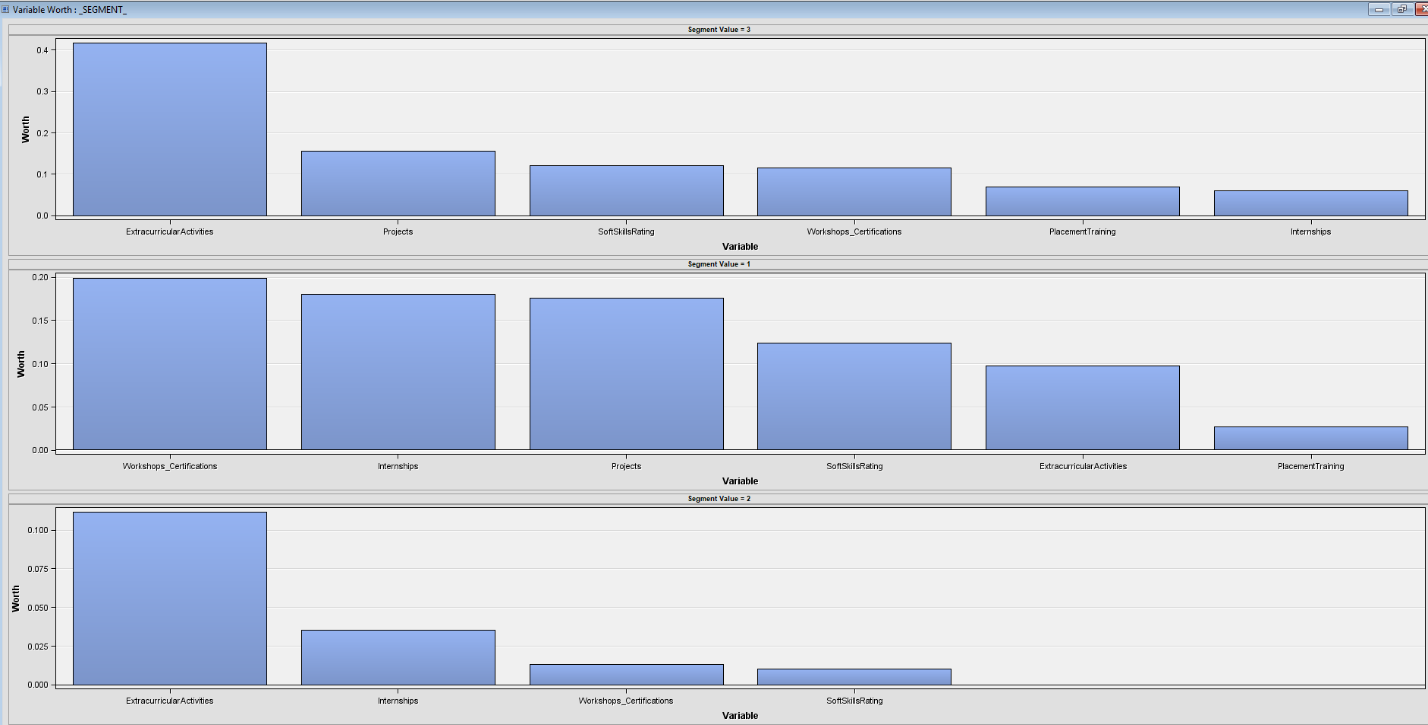 Variable Worth : _SEGMENT_
Segment Value = 3
0.4
0.3
0.2
0.1
0.0
Worth
ExtracurricularActivities Projects SoftSkillsRating Workshops_Certifications PlacementTraining Internships
Variable
Segment Value = 1
0.20
0.15
0.10
0.05
0.00
Worth
Workshops_Certifications Internships Projects SoftSkillsRating ExtracurricularActivities PlacementTraining
Variable
Segment Value = 2
0.100
0.075
0.050
0.025
0.000
Worth
ExtracurricularActivities Internships Workshops_Certifications SoftSkillsRating
Variable